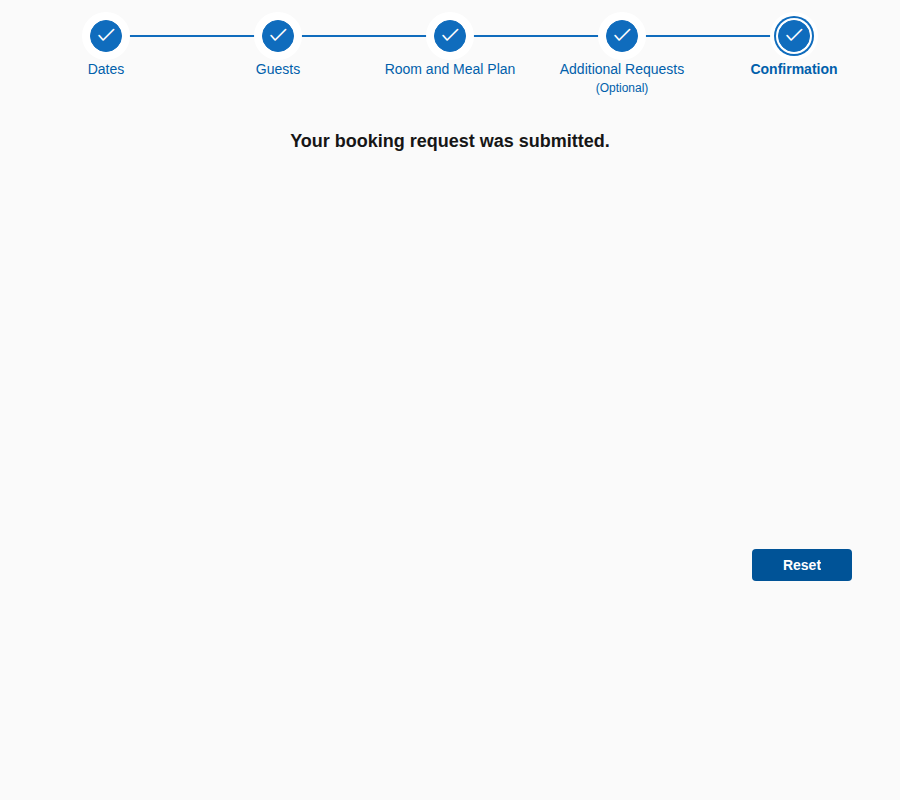 Dates
Guests
Room and Meal Plan
Additional Requests
(Optional)
Confirmation
Your booking request was submitted.
Reset